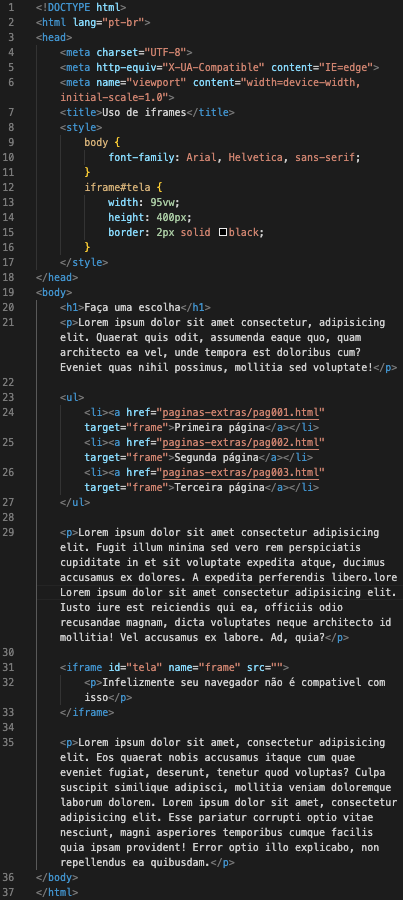 1 <!DOCTYPE html>
2 <html lang="pt-br">
3 <head>
4 <meta charset="UTF-8">
5 <meta http-equiv="X-UA-Compatible" content="IE=edge">
6 <meta name="viewport" content="width=device-width,
initial-scale=1.0">
7 <title>Uso de iframes</title>
8 <style>
9 body {
10 font-family: Arial, Helvetica, sans-serif;
11 }
12 iframe#tela {
13 width: 95vw;
14 height: 400px;
15 border: 2px solid black;
16 }
17 </style>
18 </head>
19 <body>
20 <h1>Faça uma escolha</h1>
21 <p>Lorem ipsum dolor sit amet consectetur, adipisicing
elit. Quaerat quis odit, assumenda eaque quo, quam
architecto ea vel, unde tempora est doloribus cum?
Eveniet quas nihil possimus, mollitia sed voluptate!</p>
22
23 <ul>
24 <li><a href="paginas-extras/pag001.html"
target="frame">Primeira página</a></li>
25 <li><a href="paginas-extras/pag002.html"
target="frame">Segunda página</a></li>
26 <li><a href="paginas-extras/pag003.html"
target="frame">Terceira página</a></li>
27 </ul>
28
29 <p>Lorem ipsum dolor sit amet consectetur adipisicing
elit. Fugit illum minima sed vero rem perspiciatis
cupiditate in et sit voluptate expedita atque, ducimus
accusamus ex dolores. A expedita perferendis libero.lore
Lorem ipsum dolor sit amet consectetur adipisicing elit.
Iusto iure est reiciendis qui ea, officiis odio
recusandae magnam, dicta voluptates neque architecto id
mollitia! Vel accusamus ex labore. Ad, quia?</p>
30
31 <iframe id="tela" name="frame" src="">
32 <p>Infelizmente seu navegador não é compativel com
isso</p>
33 </iframe>
34
35 <p>Lorem ipsum dolor sit amet, consectetur adipisicing
elit. Eos quaerat nobis accusamus itaque cum quae
eveniet fugiat, deserunt, tenetur quod voluptas? Culpa
suscipit similique adipisci, mollitia veniam doloremque
laborum dolorem. Lorem ipsum dolor sit amet, consectetur
adipisicing elit. Esse pariatur corrupti optio vitae
nesciunt, magni asperiores temporibus cumque facilis
quia ipsam provident! Error optio illo explicabo, non
repellendus ea quibusdam.</p>
36 </body>
37 </html>